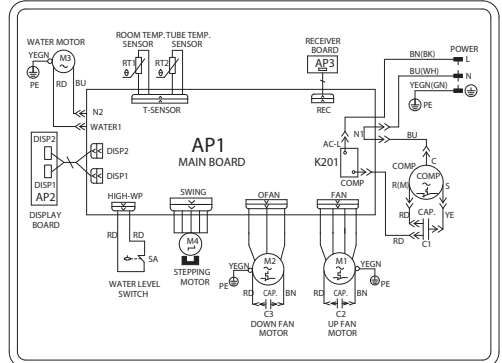 ROOM TEMP. TUBE TEMP.
SENSOR SENSOR
WATER MOTOR
YEGN
M3
PE
RD BU
RT1 RT2
θ θ
T-SENSOR
RECEIVER
BOARD
AP3
REC
BN(BK)
POWER
L
BU(WH)
N
YEGN(GN)
PE
N2
WATER1
DISP2
DISP1
AP2
DISPLAY
BOARD
DISP2
DISP1
AP1
MAIN BOARD
AC-L
N1
K201
COMP
BU
C
COMP.
COMP
R(M)
S
RD
CAP.
YE
C1
RD
HIGH-WP
RD RD
SA
WATER LEVEL
SWITCH
SWING
M4
STEPPING
MOTOR
OFAN
YEGN
PE
M2
RD CAP. BN
C3
DOWN FAN
MOTOR
FAN
M1
YEGN
PE
RD CAP. BN
C2
UP FAN
MOTOR